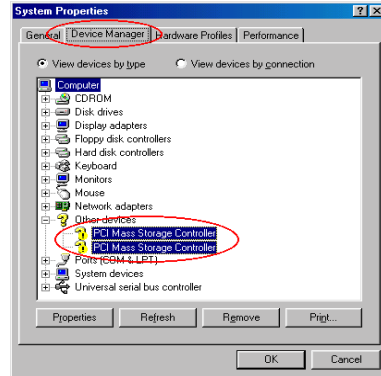 System Properties
General Device Manager Hardware Profiles Performance
View devices by type View devices by connection
Computer
CDROM
Disk drives
Display adapters
Floppy disk controllers
Hard disk controllers
Keyboard
Monitors
Mouse
Network adapters
Other devices
PCI Mass Storage Controller
PCI Mass Storage Controller
Ports (COM & LPT)
System devices
Universal serial bus controller
Properties Refresh Remove Print...
OK Cancel